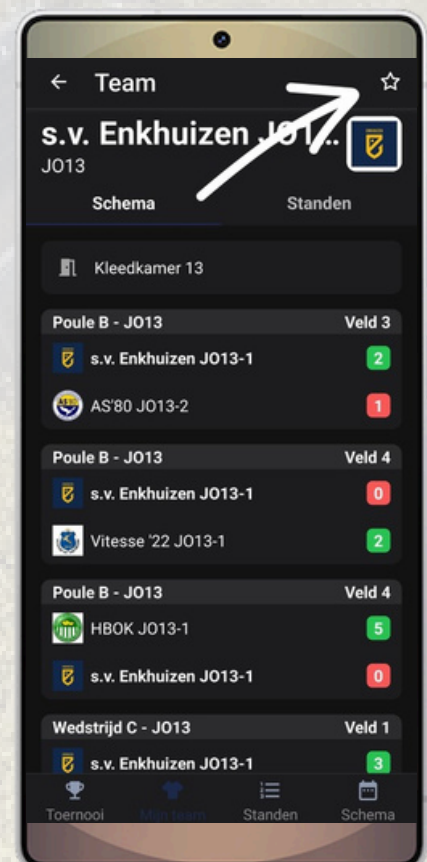 Team
s.v. Enkhuizen JO1...
JO13
Schema Standen
Kleedkamer 13
Poule B - JO13 Veld 3
s.v. Enkhuizen JO13-1 2
AS'80 JO13-2 1
Poule B - JO13 Veld 4
s.v. Enkhuizen JO13-1 0
Vitesse '22 JO13-1 2
Poule B - JO13 Veld 4
HBOK JO13-1 5
s.v. Enkhuizen JO13-1 0
Wedstrijd C - JO13 Veld 1
s.v. Enkhuizen JO13-1 3
Toernooi Mijn team Standen Schema